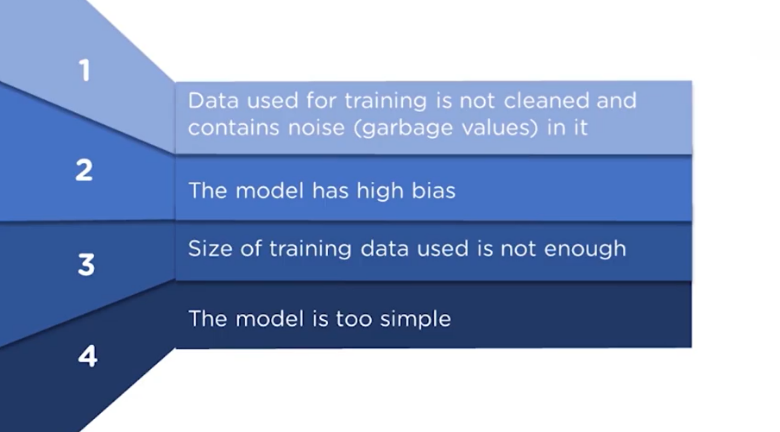 1
Data used for training is not cleaned and
contains noise (garbage values) in it
2
The model has high bias
3
Size of training data used is not enough
4
The model is too simple